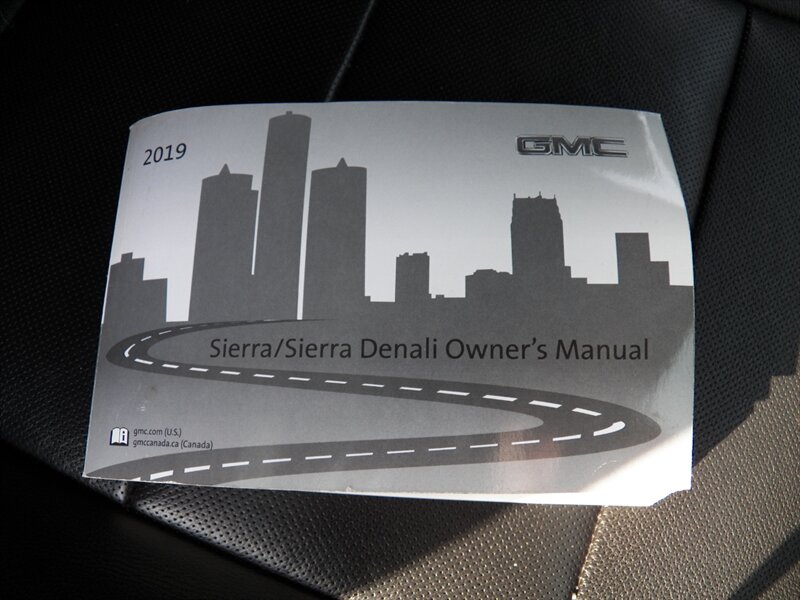 2019
GMC
Sierra/Sierra Denali Owner's Manual
gmc.com (U.S.)
gmccanada.ca (Canada)